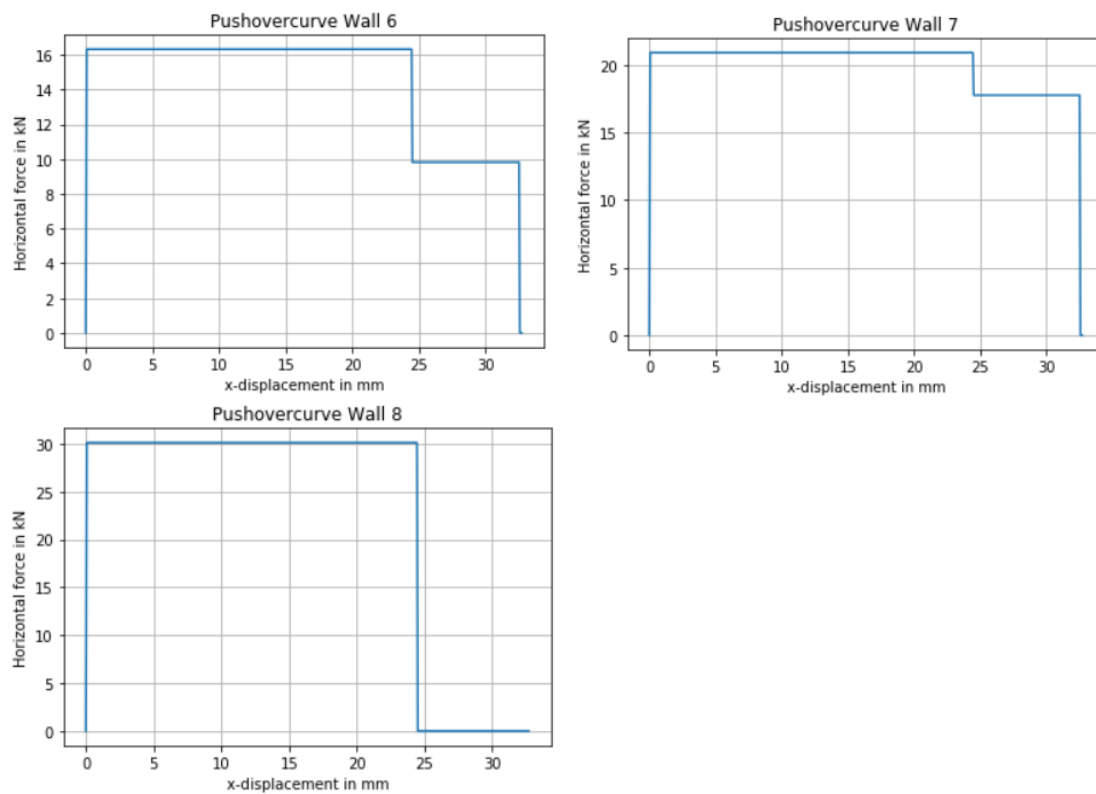 Pushovercurve Wall 6
Horizontal force in kN
16
14
12
10
8
6
4
2
0
0 5 10 15 20 25 30
x-displacement in mm
Pushovercurve Wall 7
Horizontal force in kN
20
15
10
5
0
0 5 10 15 20 25 30
x-displacement in mm
Pushovercurve Wall 8
Horizontal force in kN
30
25
20
15
10
5
0
0 5 10 15 20 25 30
x-displacement in mm